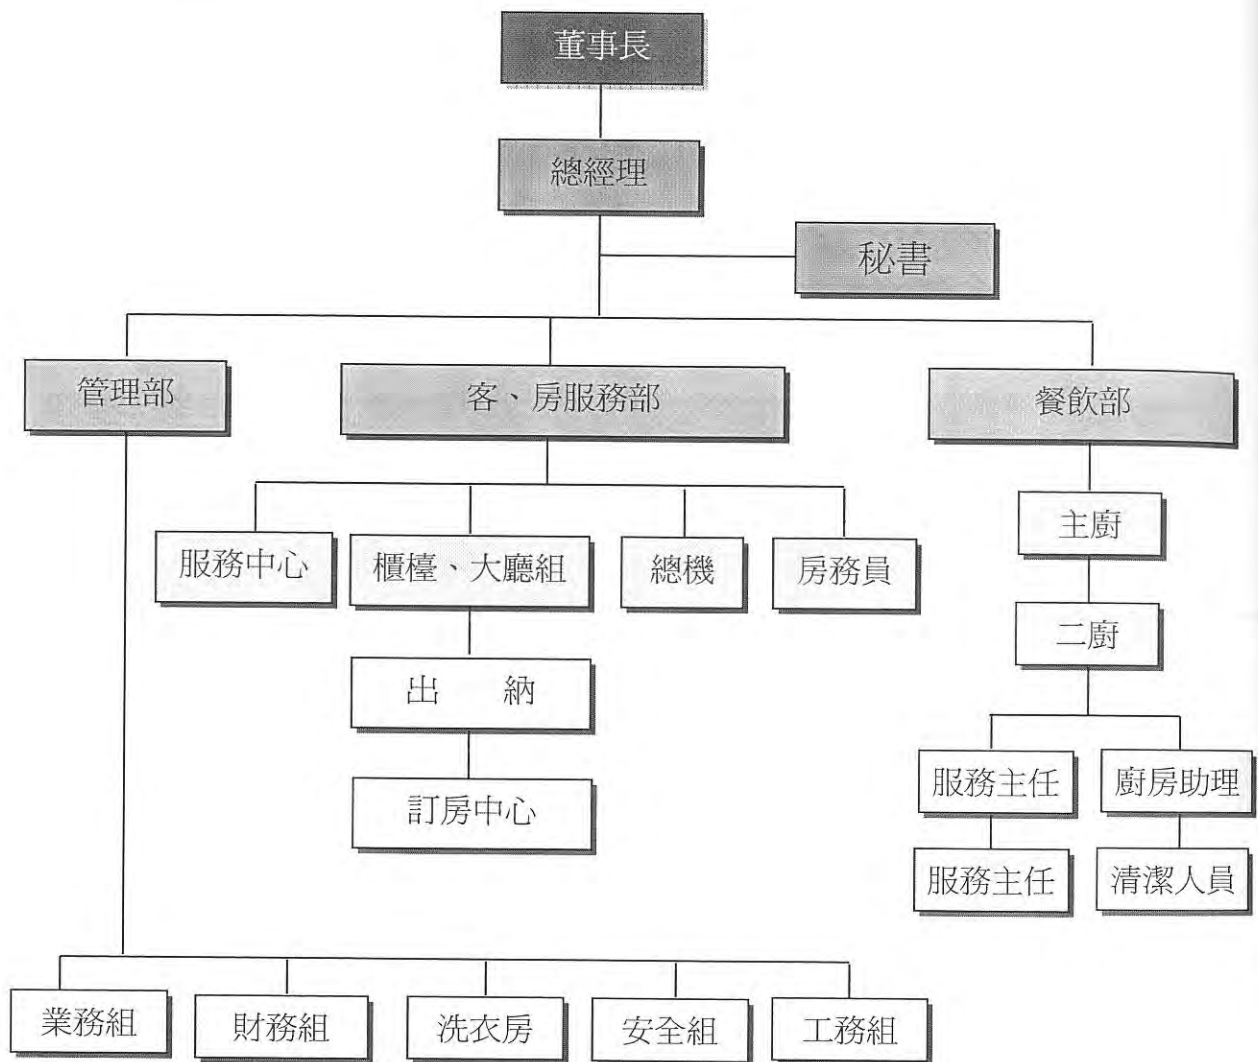 董事長
總經理
秘書
管理部
客、房服務部
餐飲部
服務中心
櫃檯、大廳組
總機
房務員
主廚
二廚
出 納
訂房中心
服務主任
廚房助理
服務主任
清潔人員
業務組
財務組
洗衣房
安全組
工務組